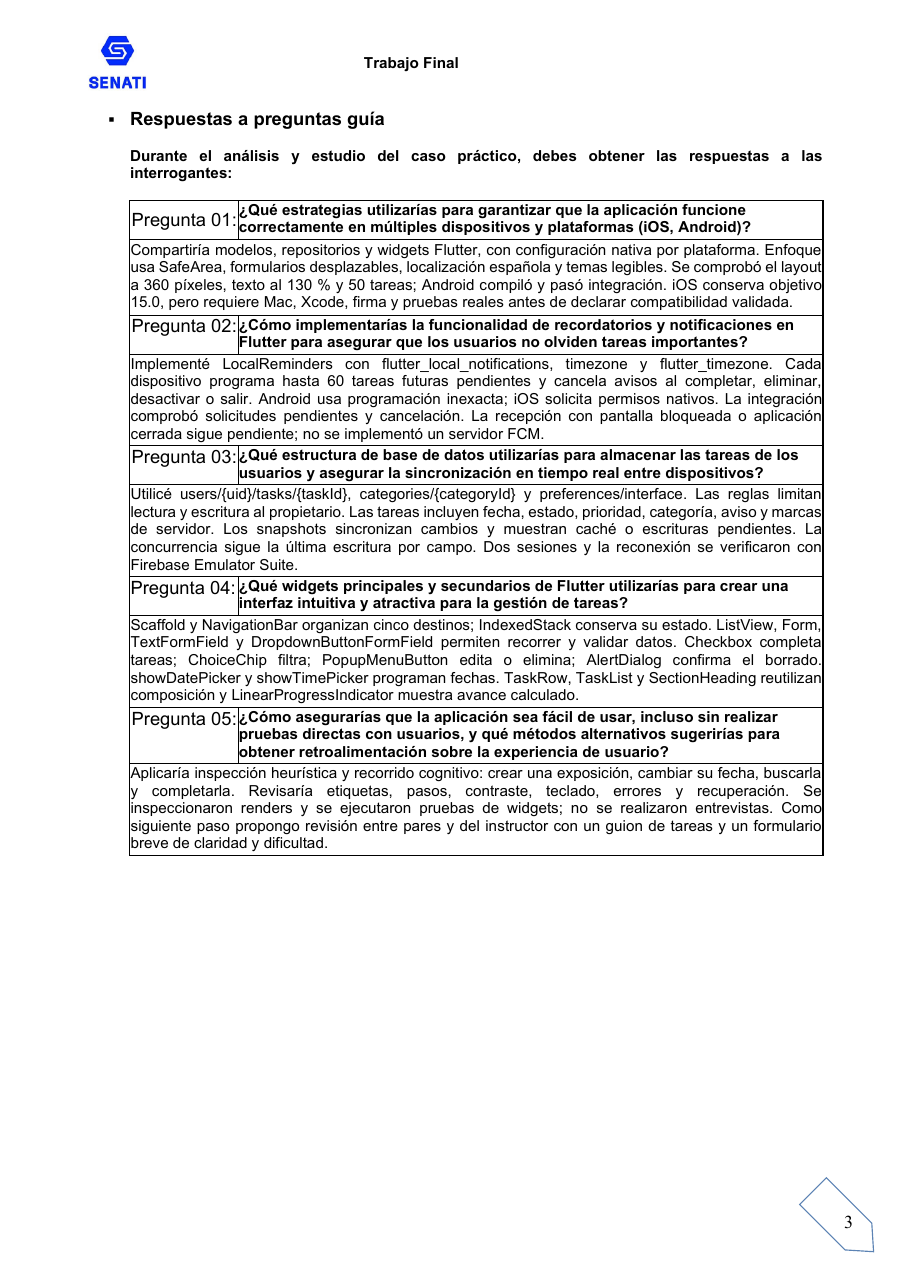 SENATI
Trabajo Final
▪ Respuestas a preguntas guía
Durante el análisis y estudio del caso práctico, debes obtener las respuestas a las
interrogantes:
Pregunta 01:
¿Qué estrategias utilizarías para garantizar que la aplicación funcione
correctamente en múltiples dispositivos y plataformas (iOS, Android)?
Compartiría modelos, repositorios y widgets Flutter, con configuración nativa por plataforma. Enfoque
usa SafeArea, formularios desplazables, localización española y temas legibles. Se comprobó el layout
a 360 píxeles, texto al 130 % y 50 tareas; Android compiló y pasó integración. iOS conserva objetivo
15.0, pero requiere Mac, Xcode, firma y pruebas reales antes de declarar compatibilidad validada.
Pregunta 02:
¿Cómo implementarías la funcionalidad de recordatorios y notificaciones en
Flutter para asegurar que los usuarios no olviden tareas importantes?
Implementé LocalReminders con flutter_local_notifications, timezone y flutter_timezone. Cada
dispositivo programa hasta 60 tareas futuras pendientes y cancela avisos al completar, eliminar,
desactivar o salir. Android usa programación inexacta; iOS solicita permisos nativos. La integración
comprobó solicitudes pendientes y cancelación. La recepción con pantalla bloqueada o aplicación
cerrada sigue pendiente; no se implementó un servidor FCM.
Pregunta 03:
¿Qué estructura de base de datos utilizarías para almacenar las tareas de los
usuarios y asegurar la sincronización en tiempo real entre dispositivos?
Utilicé users/{uid}/tasks/{taskId}, categories/{categoryId} y preferences/interface. Las reglas limitan
lectura y escritura al propietario. Las tareas incluyen fecha, estado, prioridad, categoría, aviso y marcas
de servidor. Los snapshots sincronizan cambios y muestran caché o escrituras pendientes. La
concurrencia sigue la última escritura por campo. Dos sesiones y la reconexión se verificaron con
Firebase Emulator Suite.
Pregunta 04:
¿Qué widgets principales y secundarios de Flutter utilizarías para crear una
interfaz intuitiva y atractiva para la gestión de tareas?
Scaffold y NavigationBar organizan cinco destinos; IndexedStack conserva su estado. ListView, Form,
TextFormField y DropdownButtonFormField permiten recorrer y validar datos. Checkbox completa
tareas; ChoiceChip filtra; PopupMenuButton edita o elimina; AlertDialog confirma el borrado.
showDatePicker y showTimePicker programan fechas. TaskRow, TaskList y SectionHeading reutilizan
composición y LinearProgressIndicator muestra avance calculado.
Pregunta 05:
¿Cómo asegurarías que la aplicación sea fácil de usar, incluso sin realizar
pruebas directas con usuarios, y qué métodos alternativos sugerirías para
obtener retroalimentación sobre la experiencia de usuario?
Aplicaría inspección heurística y recorrido cognitivo: crear una exposición, cambiar su fecha, buscarla
y completarla. Revisaría etiquetas, pasos, contraste, teclado, errores y recuperación. Se
inspeccionaron renders y se ejecutaron pruebas de widgets; no se realizaron entrevistas. Como
siguiente paso propongo revisión entre pares y del instructor con un guion de tareas y un formulario
breve de claridad y dificultad.
3